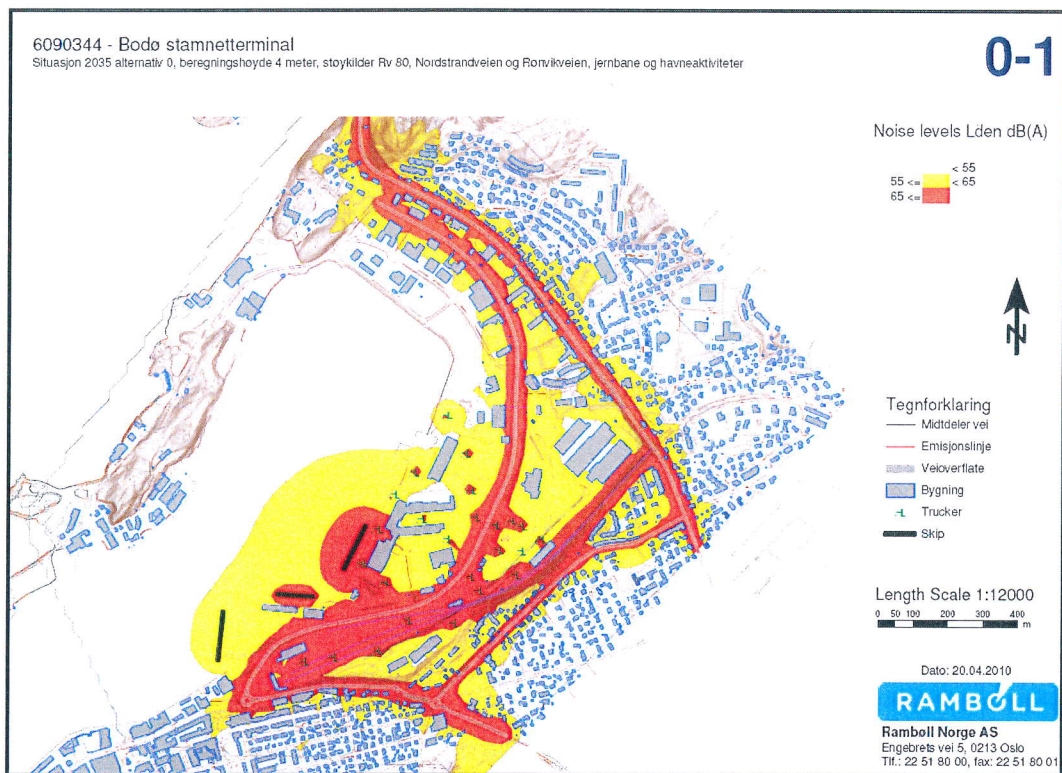 6090344 - Bodø stamnetterminal
Situasjon 2035 alternativ 0, beregningshøyde 4 meter, støykilder Rv 80, Nordstrandveien og Rønvikveien, jernbane og havneaktiviteter
0-1
Noise levels Lden dB(A)
< 55
55 <= < 65
65 <=
N
Tegnforklaring
Midtdeler vei
Emisjonslinje
Veioverflate
Bygning
Trucker
Skip
Length Scale 1:12000
0 50 100 200 300 400
m
Dato: 20.04.2010
RAMBOLL
Rambøll Norge AS
Engebrets vei 5, 0213 Oslo
Tlf.: 22 51 80 00, fax: 22 51 80 01